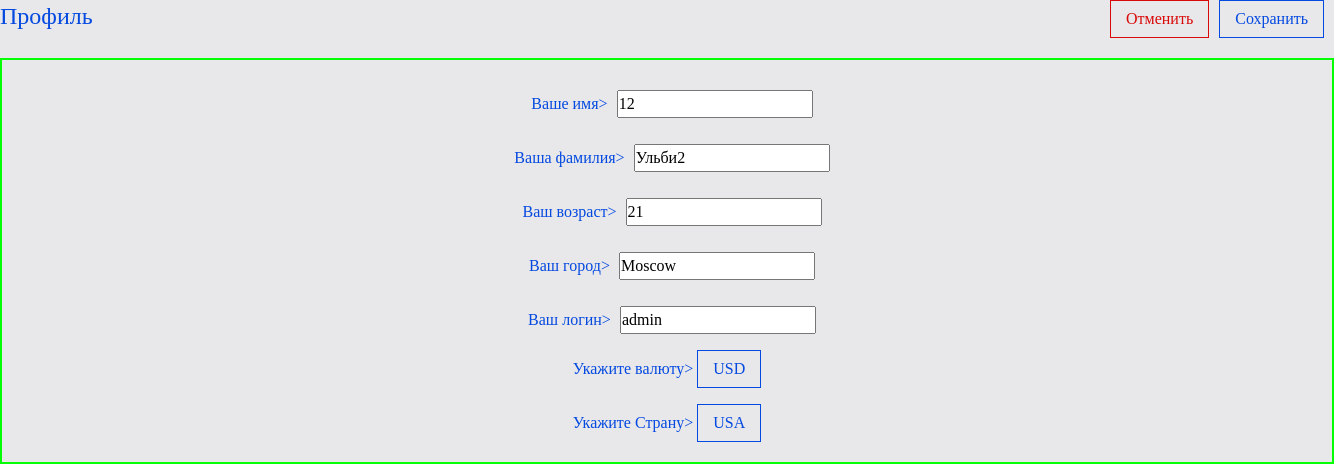 Профиль
Отменить Сохранить
Ваше имя> 12
Ваша фамилия> Ульби2
Ваш возраст> 21
Ваш город> Moscow
Ваш логин> admin
Укажите валюту> USD
Укажите Страну> USA